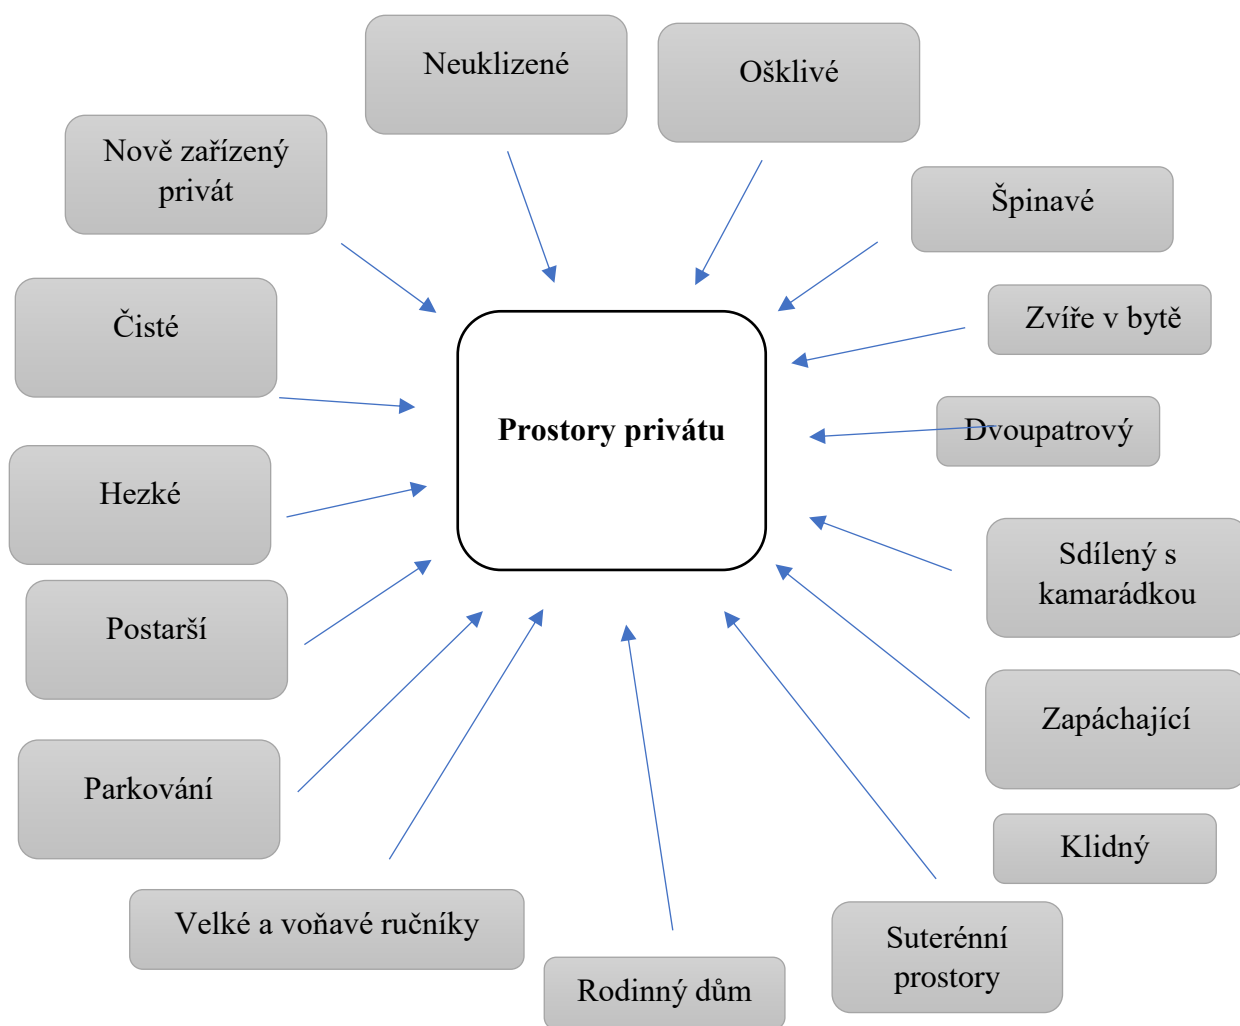 Neuklizené
Ošklivé
Nově zařízený
privát
Špinavé
Čisté
Zvíře v bytě
Prostory privátu
Dvoupatrový
Hezké
Sdílený s
kamarádkou
Postarší
Zapáchající
Parkování
Klidný
Velké a voňavé ručníky
Suterénní
prostory
Rodinný dům